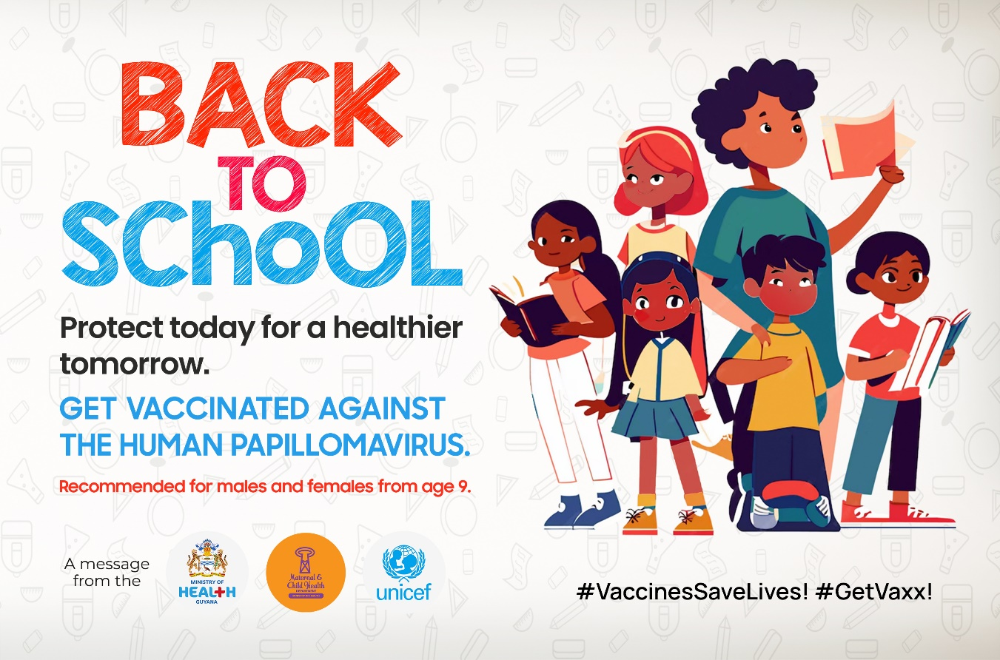 BACK
TO
SChoOL
Protect today for a healthier
tomorrow.
GET VACCINATED AGAINST
THE HUMAN PAPILLOMAVIRUS.
Recommended for males and females from age 9.
A message
from the
MINISTRY OF
HEALTH
GUYANA
Maternal &
Child Health
DEPARTMENT
unicef
#VaccinesSaveLives! #GetVaxx!